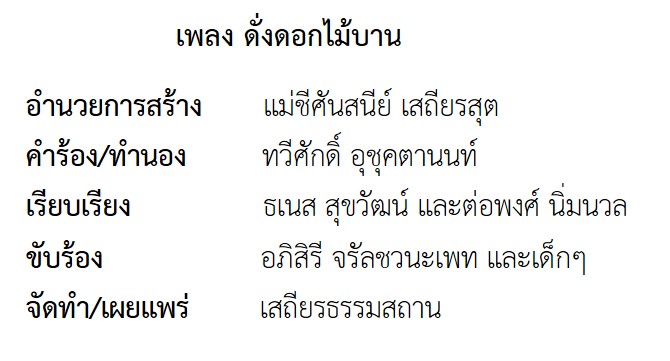 เพลง ดั่งดอกไม้บาน
อำนวยการสร้าง แม่ชีศันสนีย์ เสถียรสุต
คำร้อง/ทำนอง ทวีศักดิ์ อุชุคตานนท์
เรียบเรียง ธเนส สุขวัฒน์ และต่อพงศ์ นิ่มนวล
ขับร้อง อภิสิรี จรัลชวนะเพท และเด็กๆ
จัดทำ/เผยแพร่ เสถียรธรรมสถาน